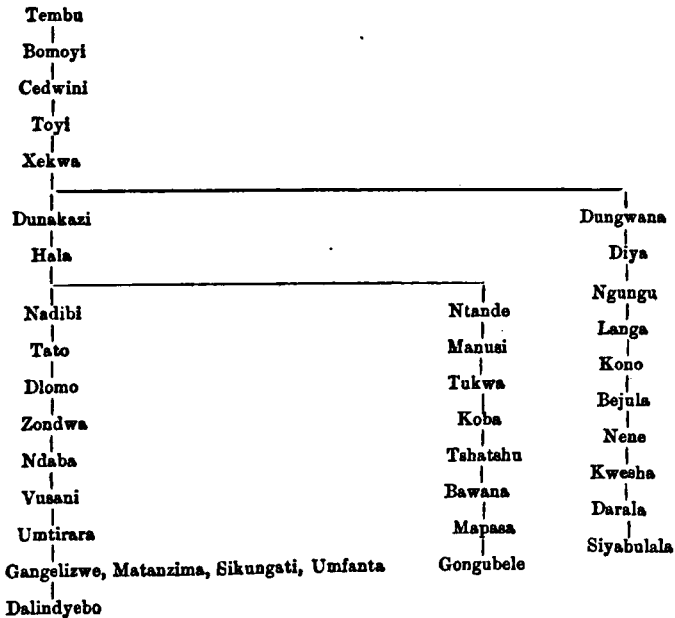 Tembu
Bomoyi
Cedwini
Toyi
Xekwa
Dunakazi
Hala
Nadibi
Tato
Dlomo
Zondwa
Ndaba
Vusani
Umtirara
Gangelizwe, Matanzima, Sikungati, Umfanta
Dalindyebo
Ntande
Manusi
Tukwa
Koba
Tshatshu
Bawana
Mapasa
Gongubele
Dungwana
Diya
Ngungu
Langa
Kono
Bejula
Nene
Kwesha
Darala
Siyabulala